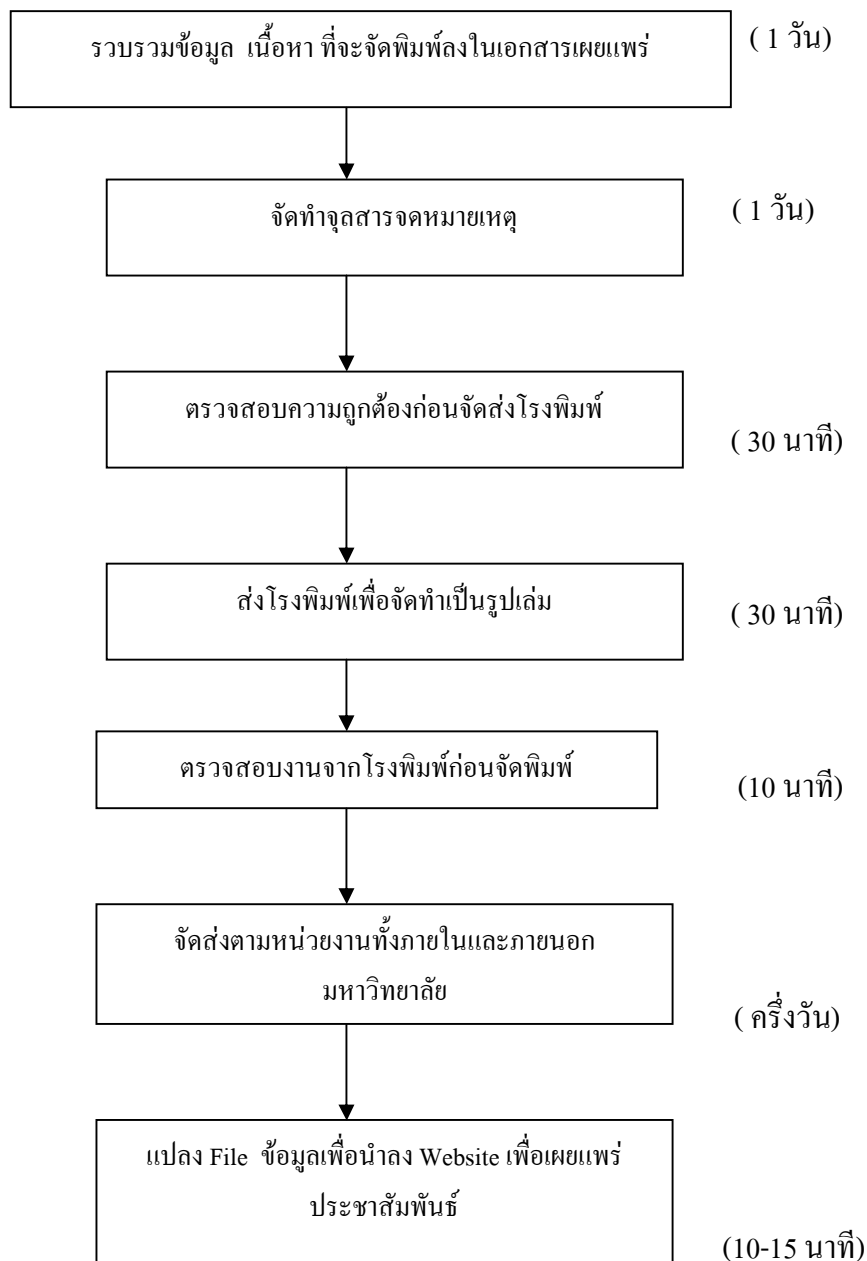 รวบรวมข้อมูล เนื้อหา ที่จะจัดพิมพ์ลงในเอกสารเผยแพร่
( 1 วัน)
จัดทำจุลสารจดหมายเหตุ
( 1 วัน)
ตรวจสอบความถูกต้องก่อนจัดส่งโรงพิมพ์
( 30 นาที)
ส่งโรงพิมพ์เพื่อจัดทำเป็นรูปเล่ม
( 30 นาที)
ตรวจสอบงานจากโรงพิมพ์ก่อนจัดพิมพ์
(10 นาที)
จัดส่งตามหน่วยงานทั้งภายในและภายนอก
มหาวิทยาลัย
( ครึ่งวัน)
แปลง File ข้อมูลเพื่อนำลง Website เพื่อเผยแพร่
ประชาสัมพันธ์
(10-15 นาที)